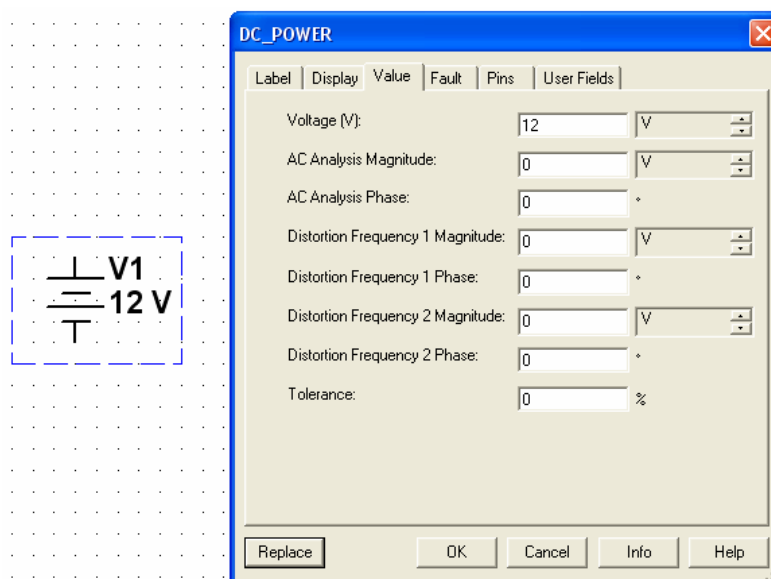 DC_POWER
Label Display Value Fault Pins User Fields
Voltage (V): 12 V
AC Analysis Magnitude: 0 V
AC Analysis Phase: 0 °
Distortion Frequency 1 Magnitude: 0 V
Distortion Frequency 1 Phase: 0 °
Distortion Frequency 2 Magnitude: 0 V
Distortion Frequency 2 Phase: 0 °
Tolerance: 0 %
Replace OK Cancel Info Help
V1
12 V